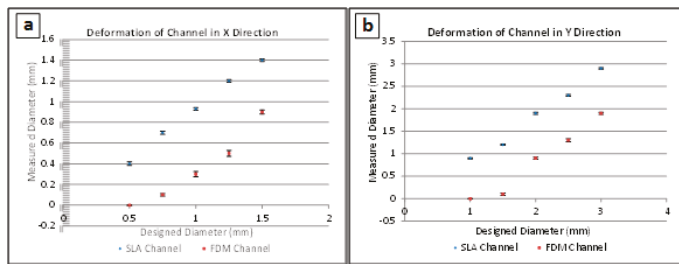 a
Deformation of Channel in X Direction
1.6
1.4
1.2
1
0.8
0.6
0.4
0.2
0
-0.2
Measured Diameter (mm)
0
0.5
1
1.5
2
Designed Diameter (mm)
SLA Channel
FDM Channel
b
Deformation of Channel in Y Direction
3.5
3
2.5
2
1.5
1
0.5
0
-05
Measured Diameter (mm)
0
1
2
3
4
Designed Diameter (mm)
SLA Channel
FDM Channel